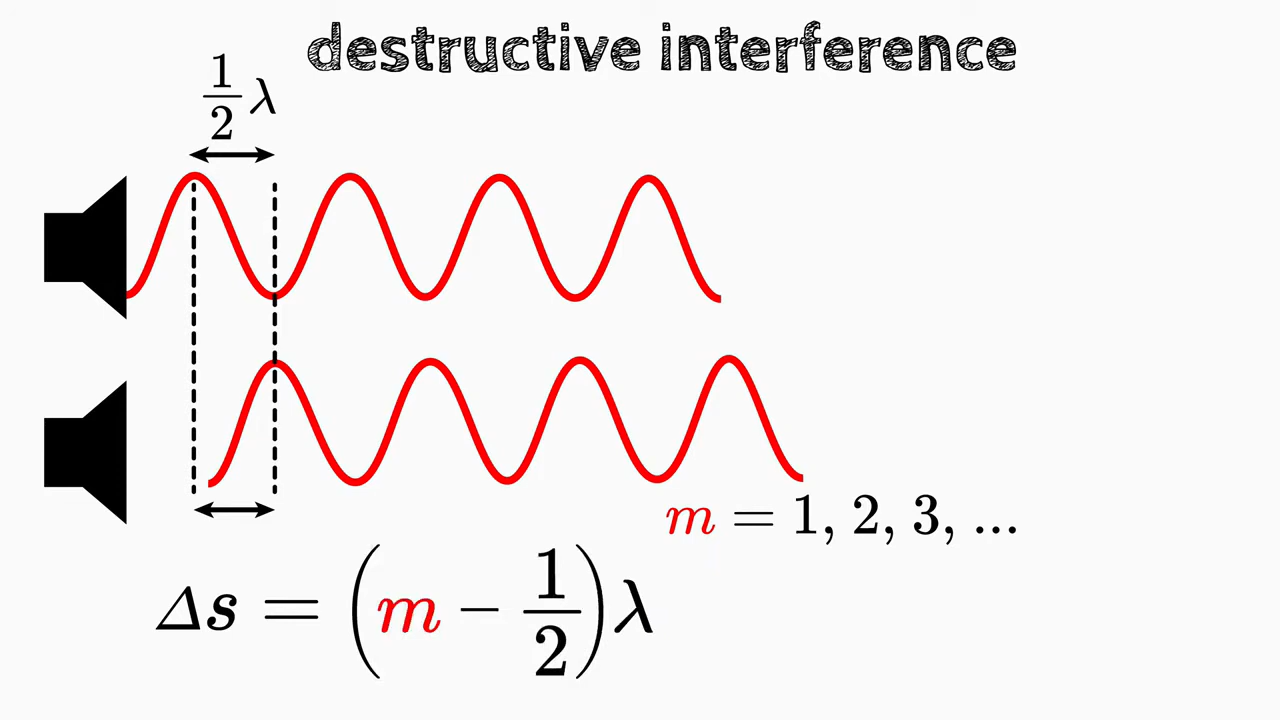 destructive interference
1/2 λ
m = 1, 2, 3, ...
Δs = (m − 1/2)λ